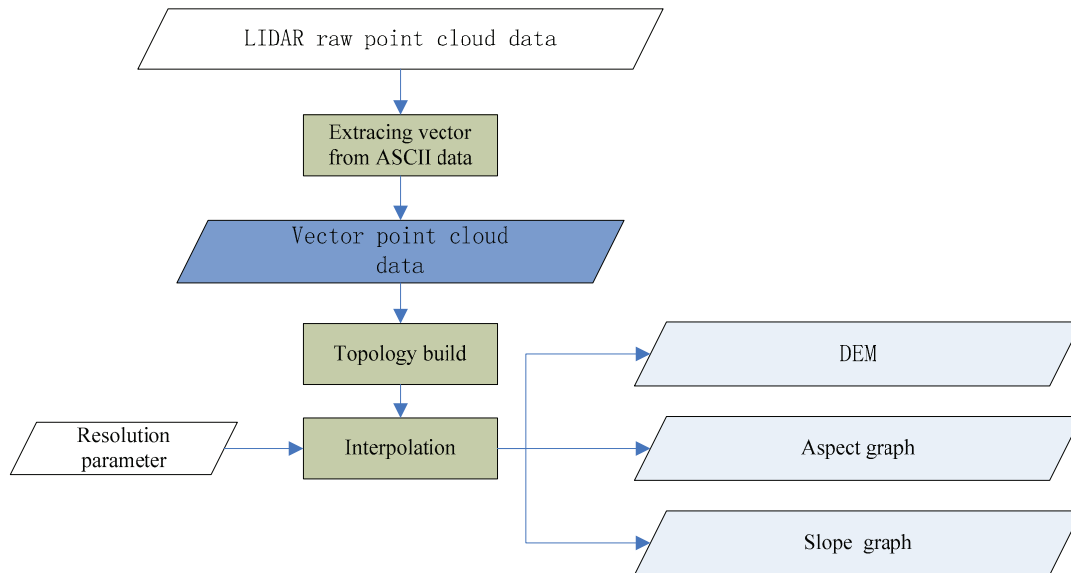 LIDAR raw point cloud data
Extracing vector
from ASCII data
Vector point cloud
data
Topology build
DEM
Resolution
parameter
Interpolation
Aspect graph
Slope graph